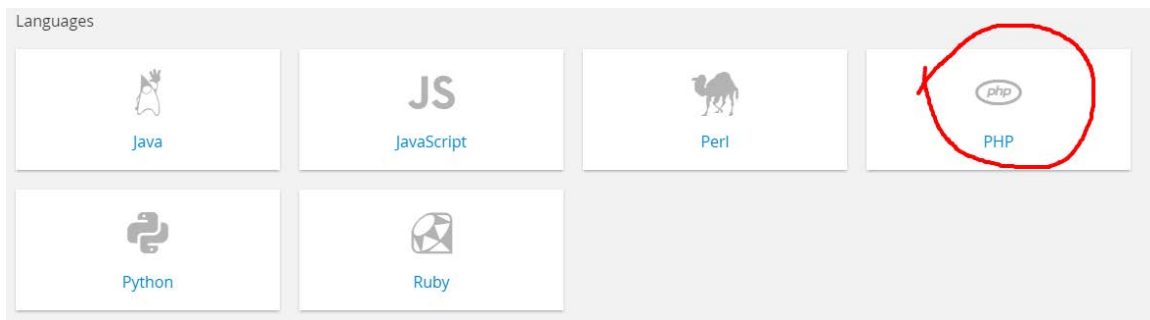 Languages
JS
php
Java
JavaScript
Perl
PHP
Python
Ruby